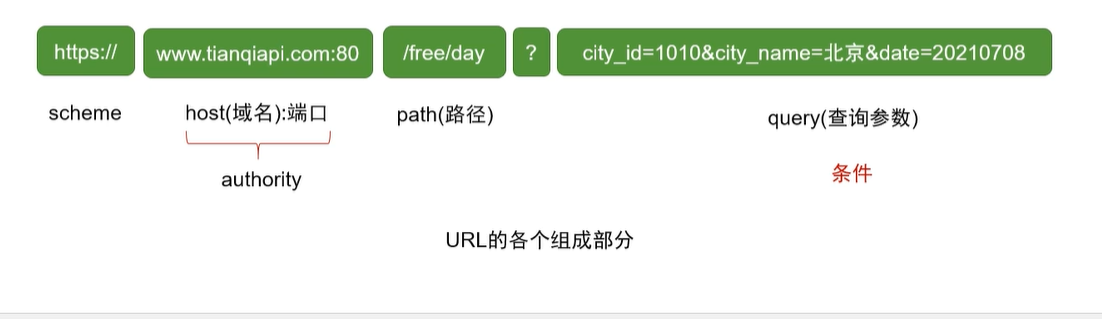 https:// www.tianqiapi.com:80 /free/day ? city_id=1010&city_name=北京&date=20210708
scheme host(域名):端口 path(路径) query(查询参数)
authority 条件
URL的各个组成部分